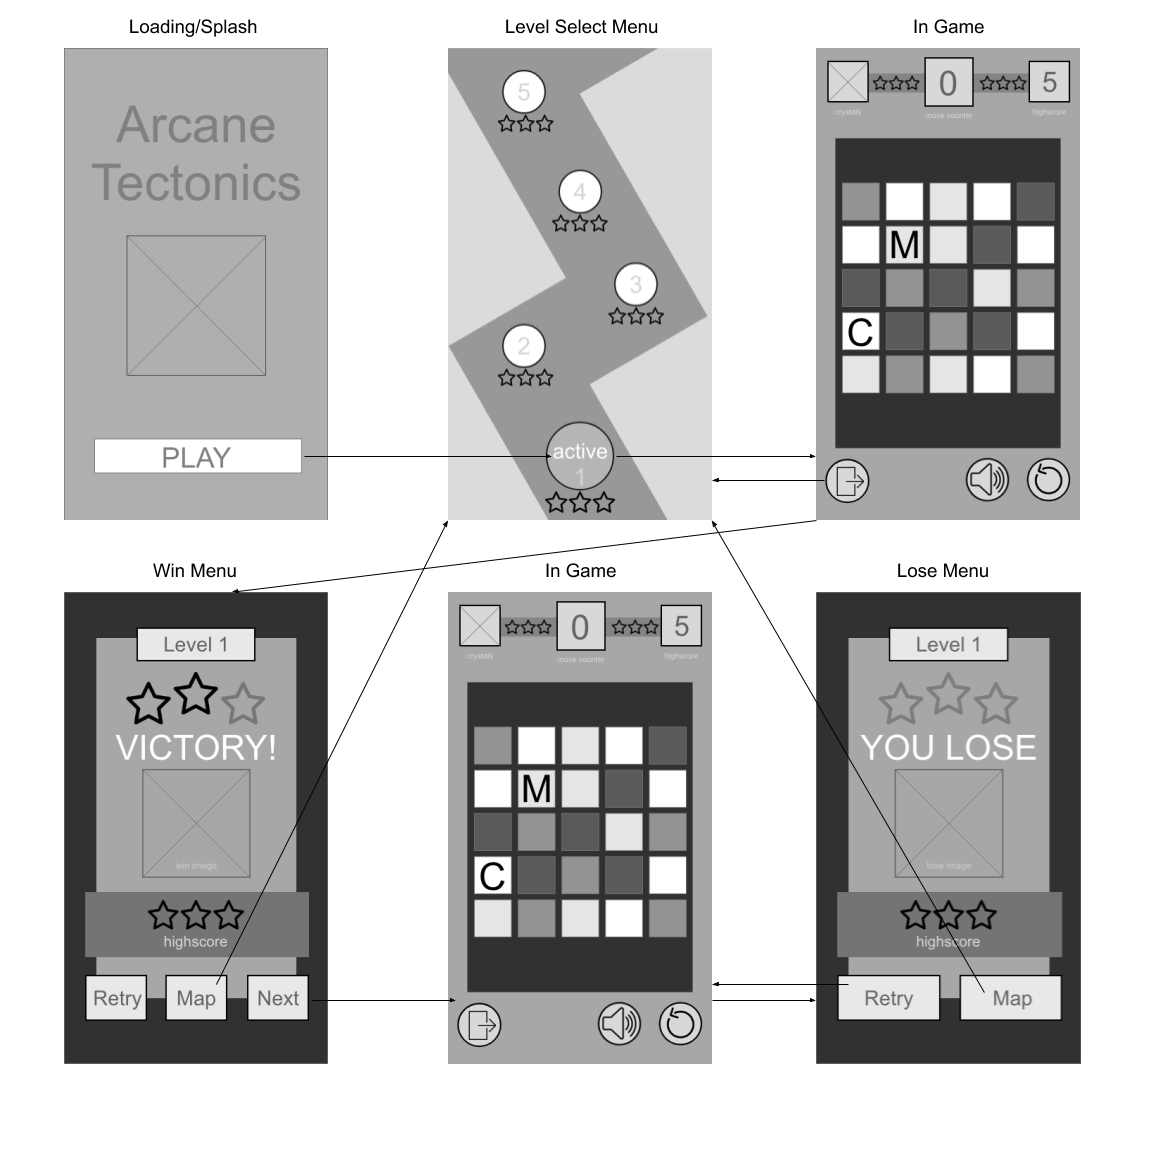 Loading/Splash
Level Select Menu
In Game
Arcane
Tectonics
PLAY
5
4
3
2
active
1
0
5
crystals
move counter
highscore
M
C
Win Menu
In Game
Lose Menu
Level 1
VICTORY!
win image
highscore
Retry
Map
Next
0
5
crystals
move counter
highscore
M
C
Level 1
YOU LOSE
lose image
highscore
Retry
Map